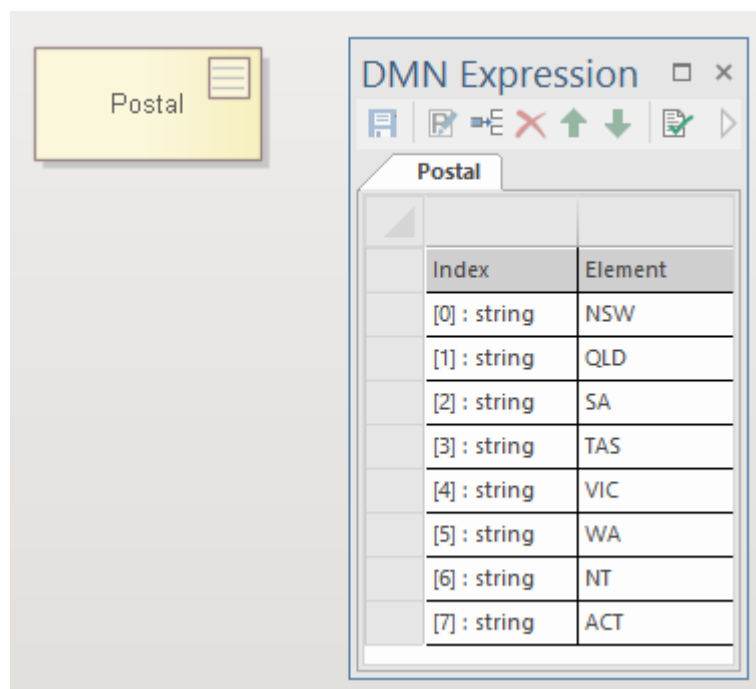 Postal
DMN Expression
Postal
Index Element
[0] : string NSW
[1] : string QLD
[2] : string SA
[3] : string TAS
[4] : string VIC
[5] : string WA
[6] : string NT
[7] : string ACT